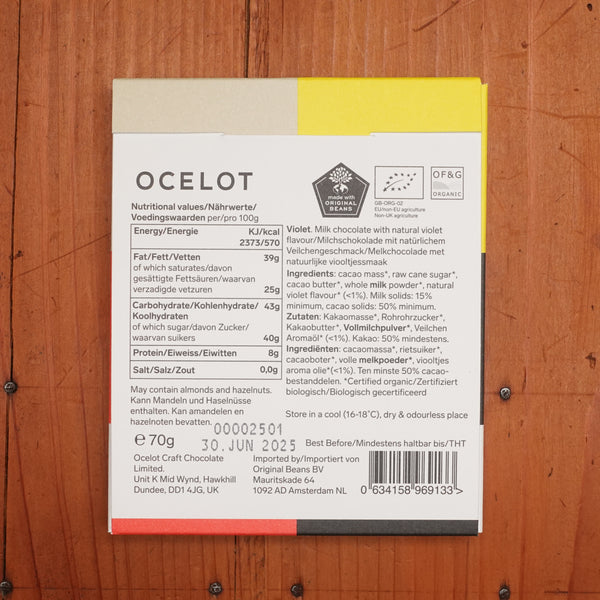 OCELOT
made with
ORIGINAL
BEANS
GB-ORG-02
EU/non-EU agriculture
Non-UK agriculture
OF&G
ORGANIC
Nutritional values/Nährwerte/
Voedingswaarden per/pro 100g
Energy/Energie KJ/kcal
2373/570
Fat/Fett/Vetten 39g
of which saturates/davon
gesättigte Fettsäuren/waarvan
verzadigde vetzuren 25g
Carbohydrate/Kohlenhydrate/ 43g
Koolhydraten
of which sugar/davon Zucker/
waarvan suikers 40g
Protein/Eiweiss/Eiwitten 8g
Salt/Salz/Zout 0,0g
May contain almonds and hazelnuts.
Kann Mandeln und Haselnüsse
enthalten. Kan amandelen en
hazelnoten bevatten.
Violet. Milk chocolate with natural violet
flavour/Milchschokolade mit natürlichem
Veilchengeschmack/Melkchocolade met
natuurlijke viooltjessmaak
Ingredients: cacao mass*, raw cane sugar*,
cacao butter*, whole milk powder*, natural
violet flavour* (<1%). Milk solids: 15%
minimum, cacao solids: 50% minimum.
Zutaten: Kakaomasse*, Rohrohrzucker*,
Kakaobutter*, Vollmilchpulver*, Veilchen
Aromaöl* (<1%). Kakao: 50% mindestens.
Ingrediënten: cacaomassa*, rietsuiker*,
cacaoboter*, volle melkpoeder*, viooltjes
aroma olie*(<1%). Ten minste 50% cacao-
bestanddelen. *Certified organic/Zertifiziert
biologisch/Biologisch gecertificeerd
Store in a cool (16-18°C), dry & odourless place
00002501
℮ 70g 30.JUN 2025 Best Before/Mindestens haltbar bis/THT
Ocelot Craft Chocolate
Limited.
Unit K Mid Wynd, Hawkhill
Dundee, DD1 4JG, UK
Imported by/Importiert von
Original Beans BV
Mauritskade 64
1092 AD Amsterdam NL
0 634158 969133 >